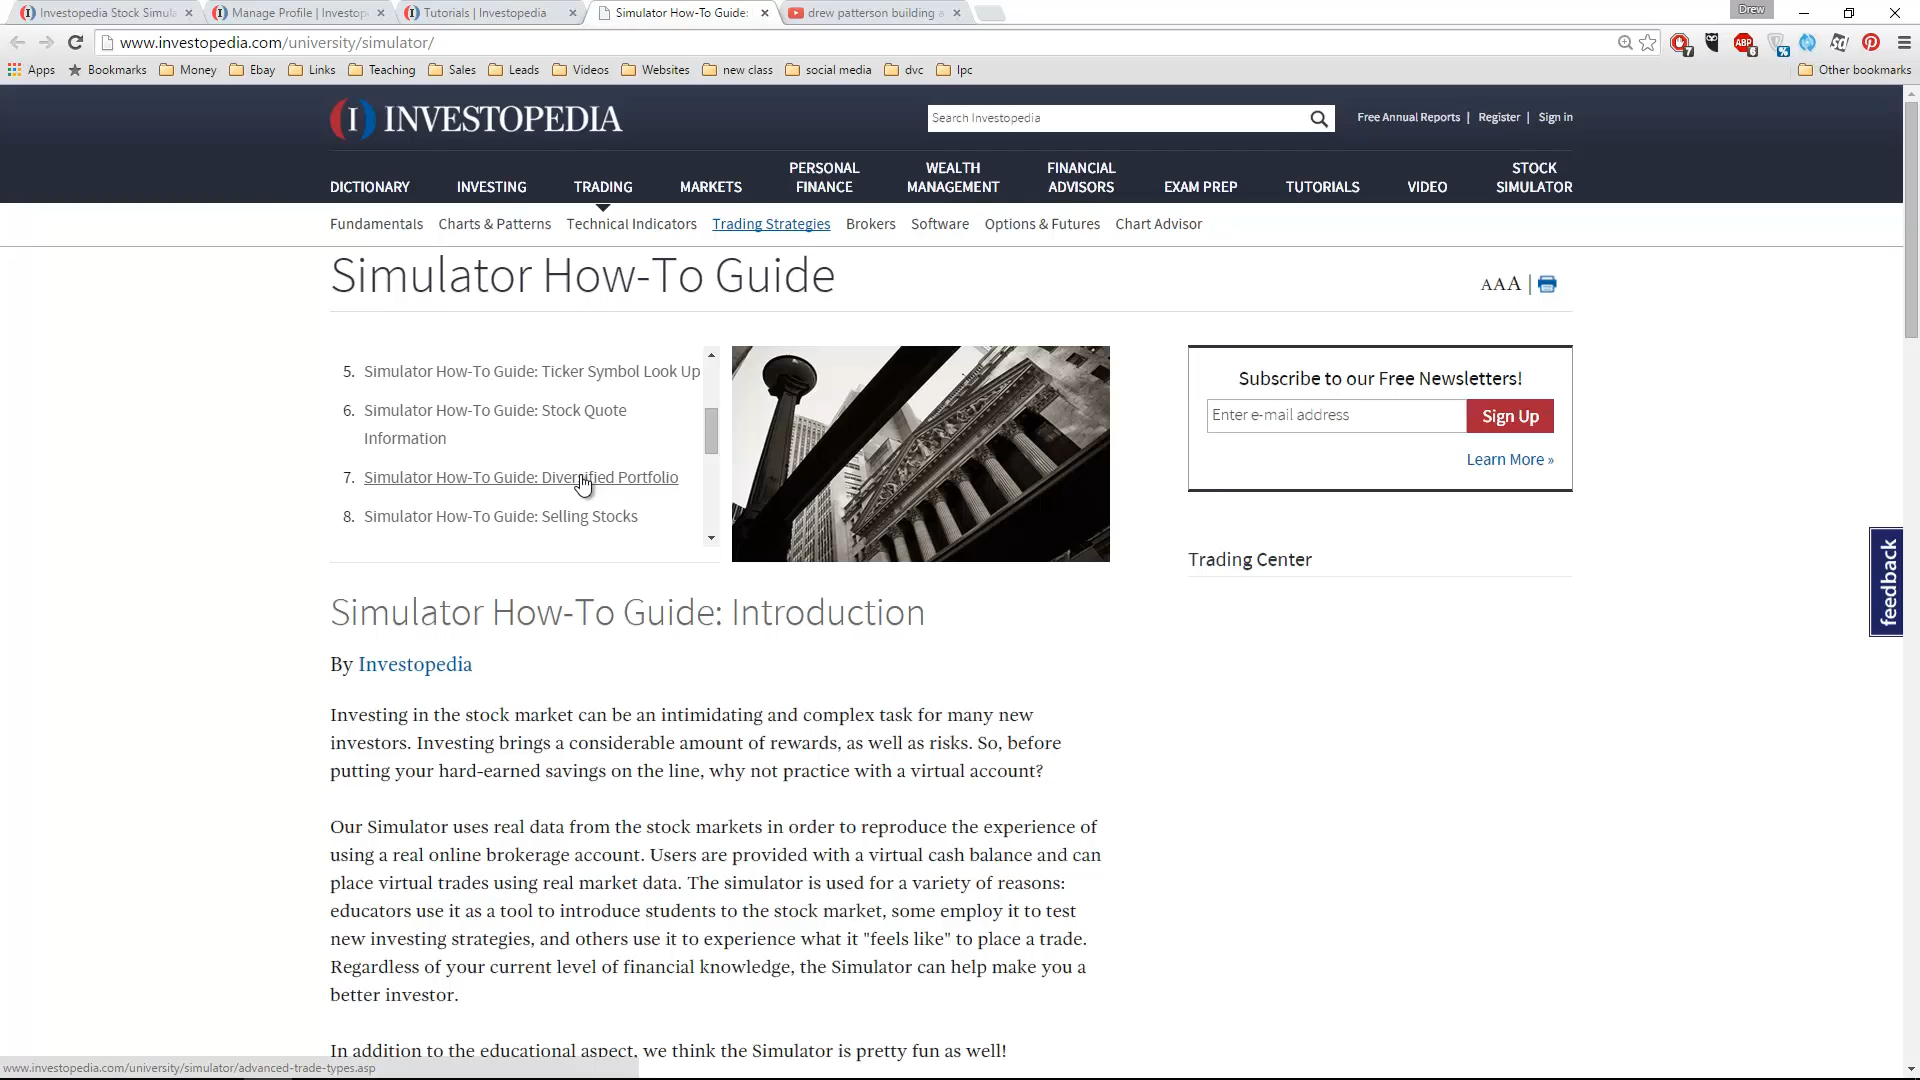 Investopedia Stock Simula
Manage Profile | Investop
Tutorials | Investopedia
Simulator How-To Guide:
drew patterson building
Drew
www.investopedia.com/university/simulator/
Apps
Bookmarks
Money
Ebay
Links
Teaching
Sales
Leads
Videos
Websites
new class
social media
dvc
lpc
Other bookmarks
INVESTOPEDIA
Search Investopedia
Free Annual Reports | Register | Sign in
DICTIONARY
INVESTING
TRADING
MARKETS
PERSONAL
FINANCE
WEALTH
MANAGEMENT
FINANCIAL
ADVISORS
EXAM PREP
TUTORIALS
VIDEO
STOCK
SIMULATOR
Fundamentals
Charts & Patterns
Technical Indicators
Trading Strategies
Brokers
Software
Options & Futures
Chart Advisor
Simulator How-To Guide
AAA |
5. Simulator How-To Guide: Ticker Symbol Look Up
6. Simulator How-To Guide: Stock Quote
Information
7. Simulator How-To Guide: Diversified Portfolio
8. Simulator How-To Guide: Selling Stocks
Subscribe to our Free Newsletters!
Enter e-mail address
Sign Up
Learn More »
Trading Center
feedback
Simulator How-To Guide: Introduction
By Investopedia
Investing in the stock market can be an intimidating and complex task for many new
investors. Investing brings a considerable amount of rewards, as well as risks. So, before
putting your hard-earned savings on the line, why not practice with a virtual account?
Our Simulator uses real data from the stock markets in order to reproduce the experience of
using a real online brokerage account. Users are provided with a virtual cash balance and can
place virtual trades using real market data. The simulator is used for a variety of reasons:
educators use it as a tool to introduce students to the stock market, some employ it to test
new investing strategies, and others use it to experience what it "feels like" to place a trade.
Regardless of your current level of financial knowledge, the Simulator can help make you a
better investor.
In addition to the educational aspect, we think the Simulator is pretty fun as well!
www.investopedia.com/university/simulator/advanced-trade-types.asp